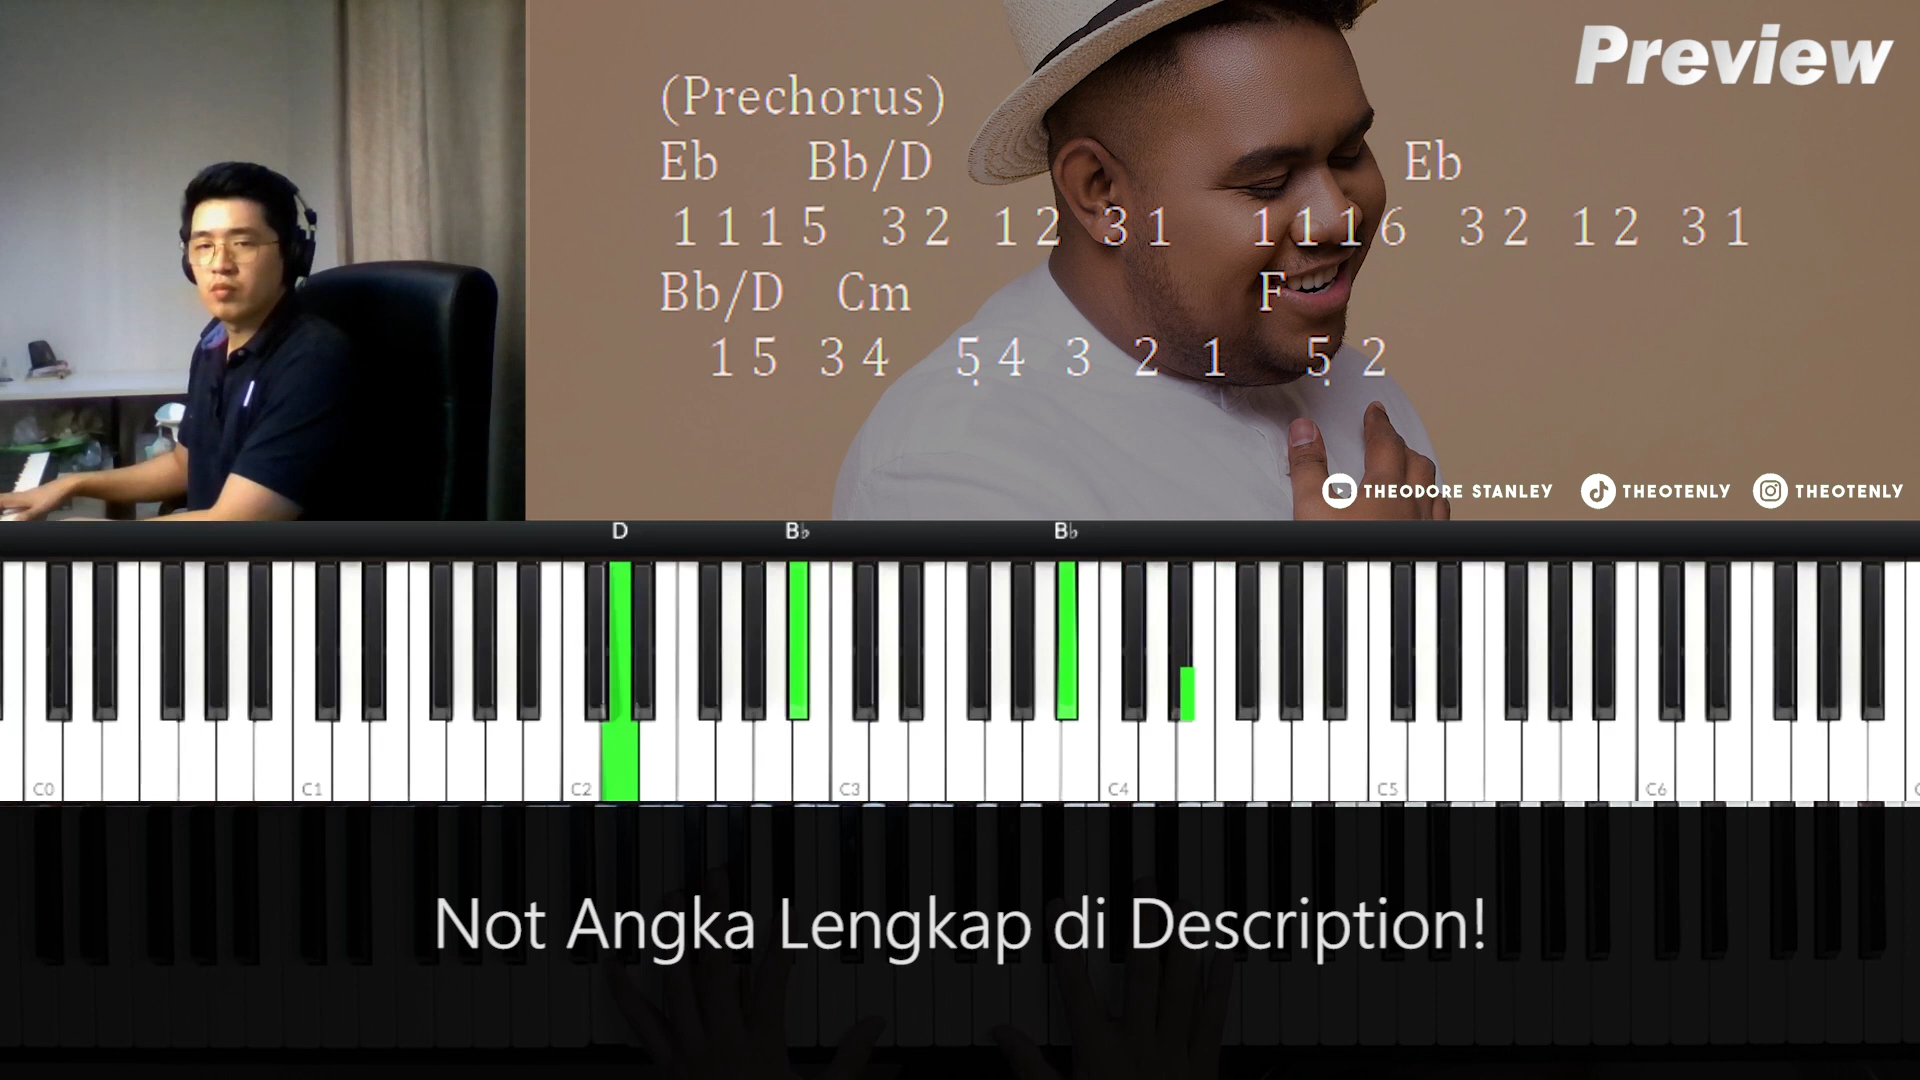 Preview
(Prechorus)
Eb Bb/D Eb
1 1 1 5 3 2 1 2 3 1 1 1 1 6 3 2 1 2 3 1
Bb/D Cm F
1 5 3 4 5̣ 4 3 2 1 5̣ 2
THEODORE STANLEY THEOTENLY THEOTENLY
D B♭ B♭
C0 C1 C2 C3 C4 C5 C6
Not Angka Lengkap di Description!